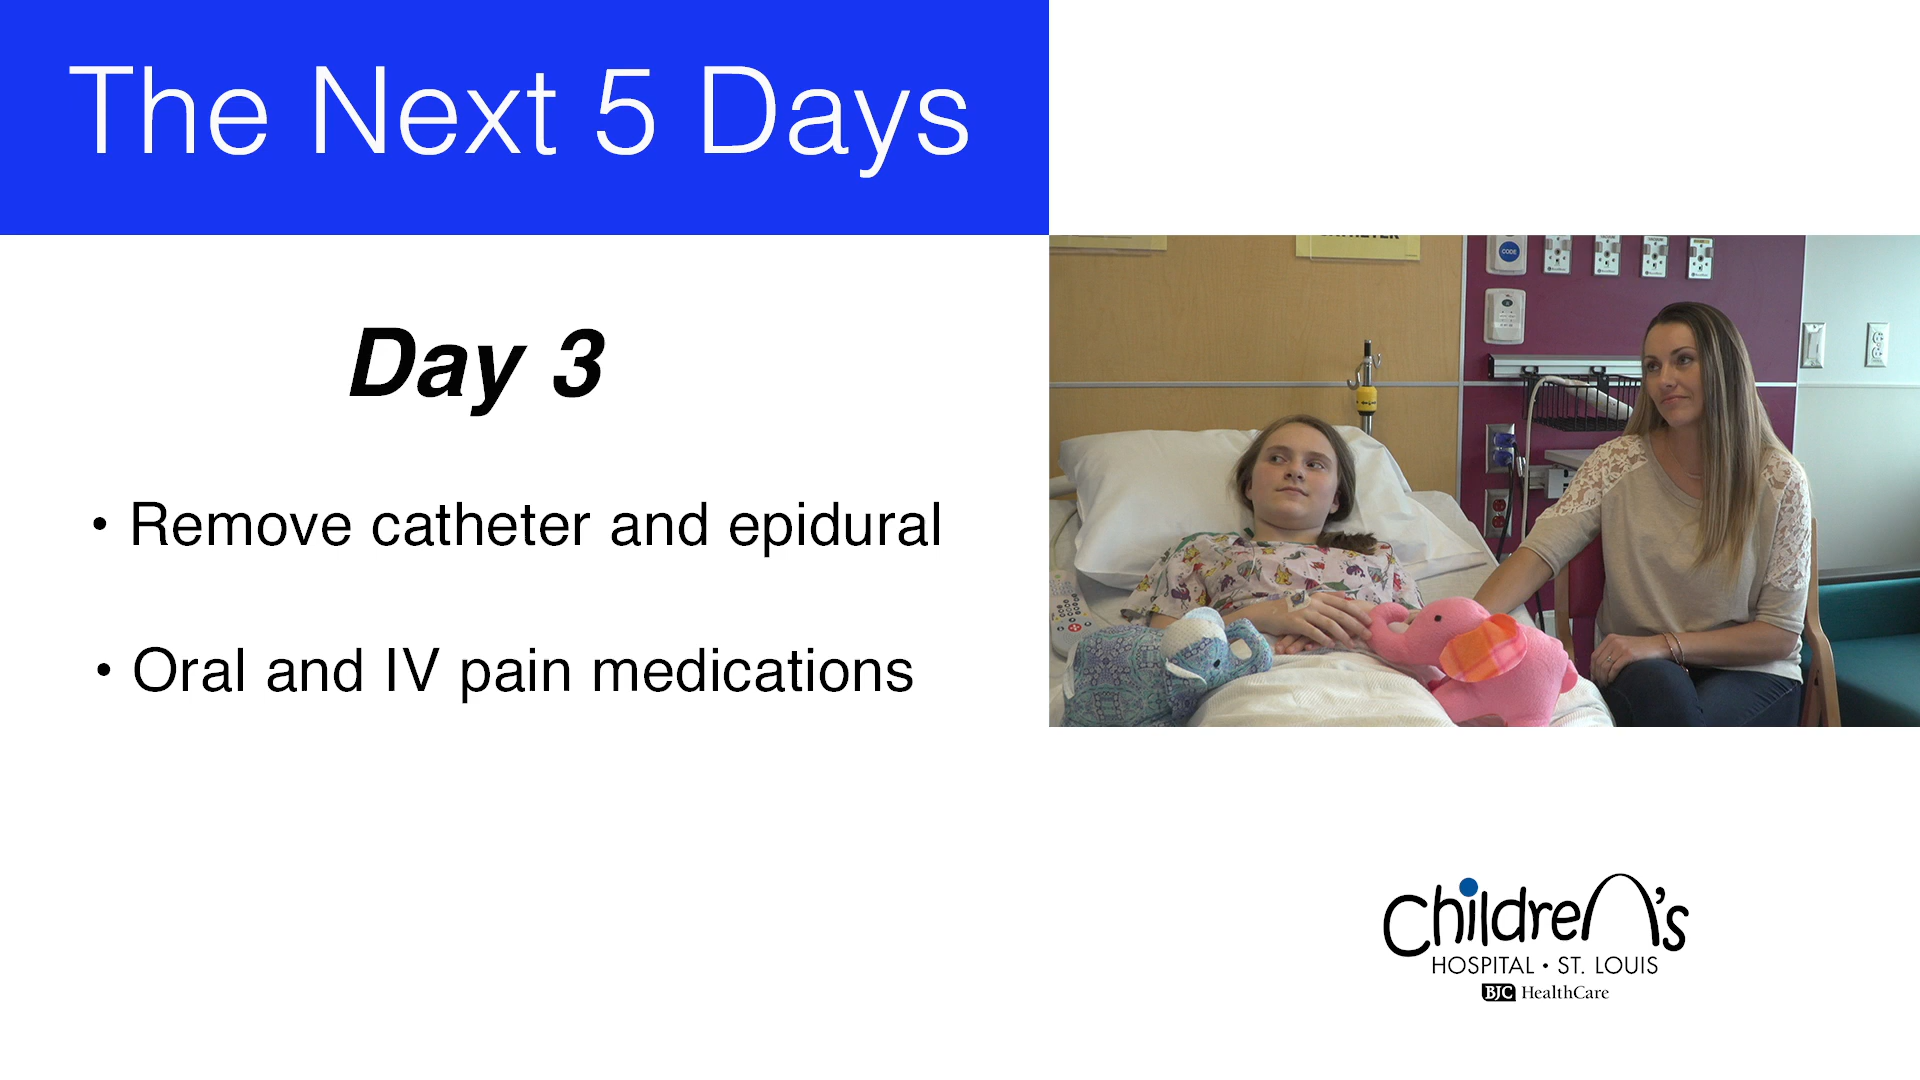 The Next 5 Days
Day 3
• Remove catheter and epidural
• Oral and IV pain medications
CODE
Children's
HOSPITAL • ST. LOUIS
BJC HealthCare